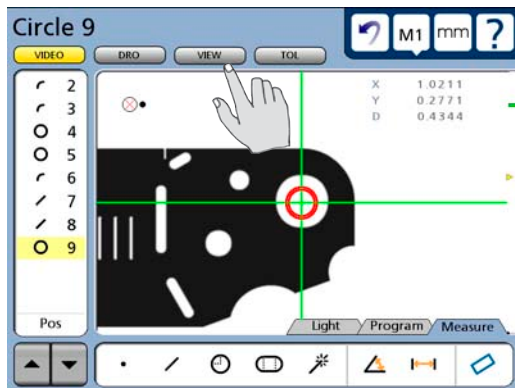 Circle 9
M1 mm ?
VIDEO DRO VIEW TOL
2
3
4
5
6
7
8
9
Pos
X 1.0211
Y 0.2771
D 0.4344
Light Program Measure